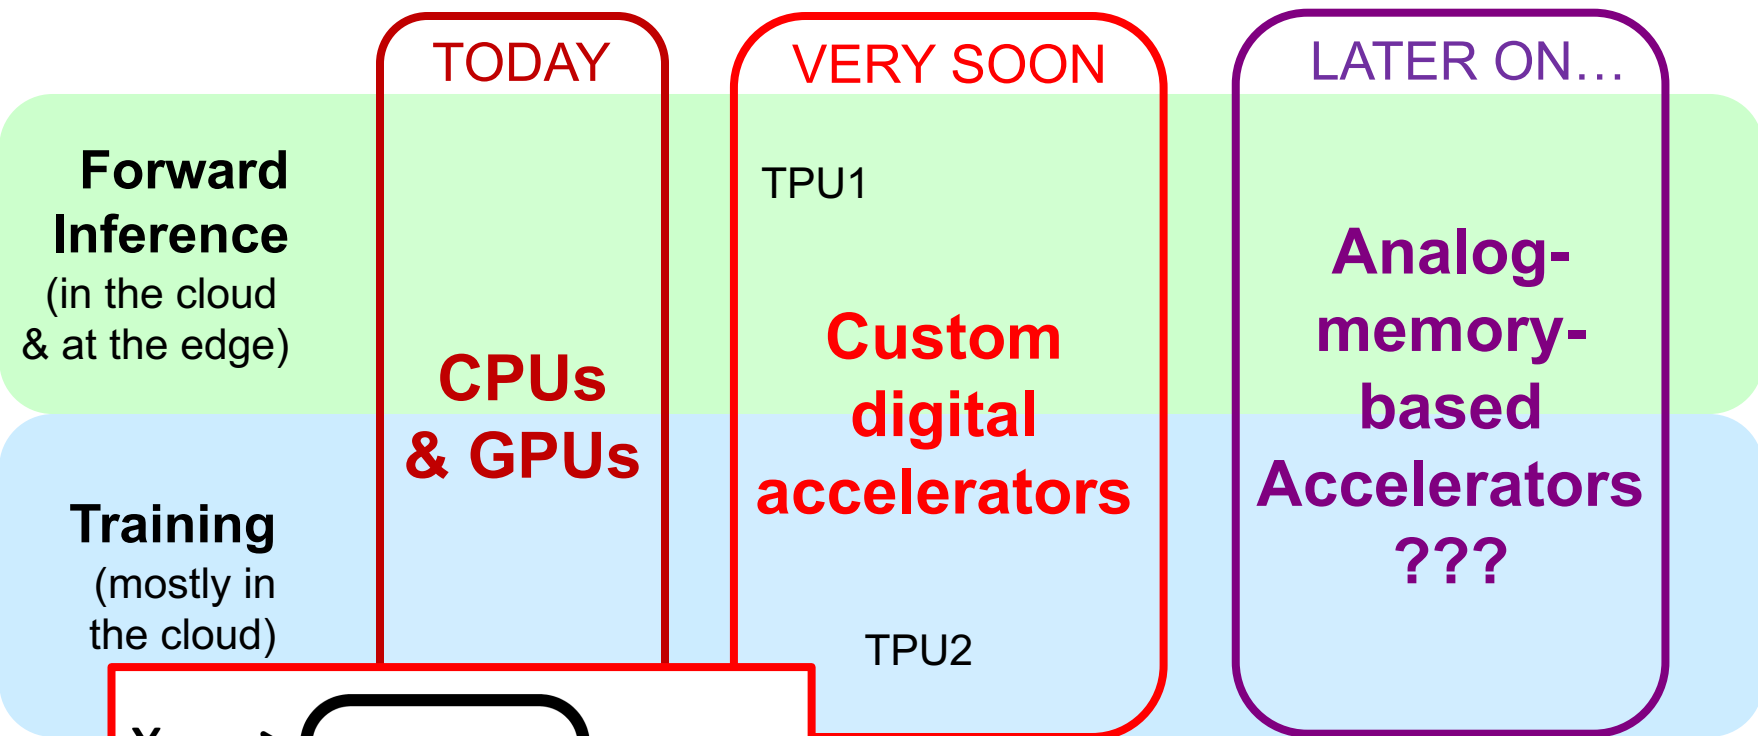 TODAY
VERY SOON
LATER ON…
Forward
Inference
(in the cloud
& at the edge)
TPU1
CPUs
& GPUs
Custom
digital
accelerators
Analog-
memory-
based
Accelerators
???
Training
(mostly in
the cloud)
TPU2